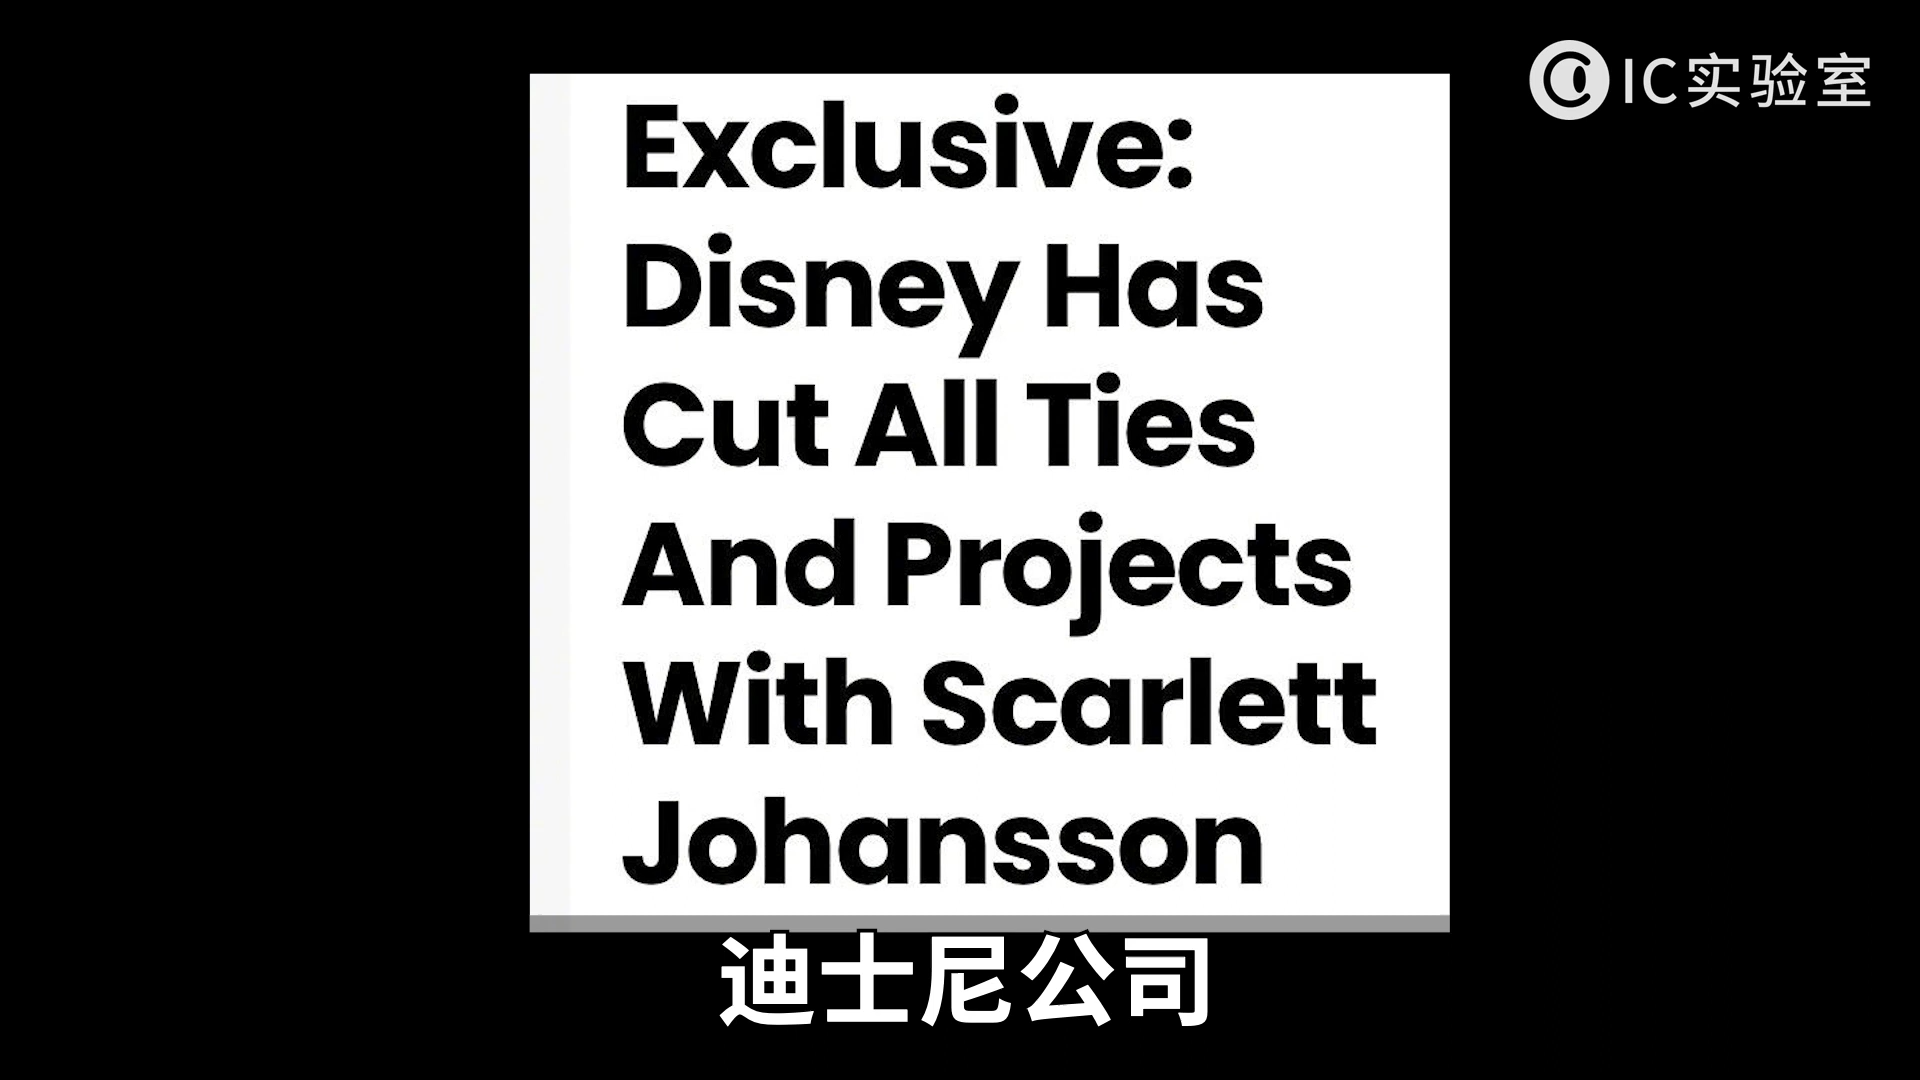 IC实验室
Exclusive:
Disney Has
Cut All Ties
And Projects
With Scarlett
Johansson
迪士尼公司